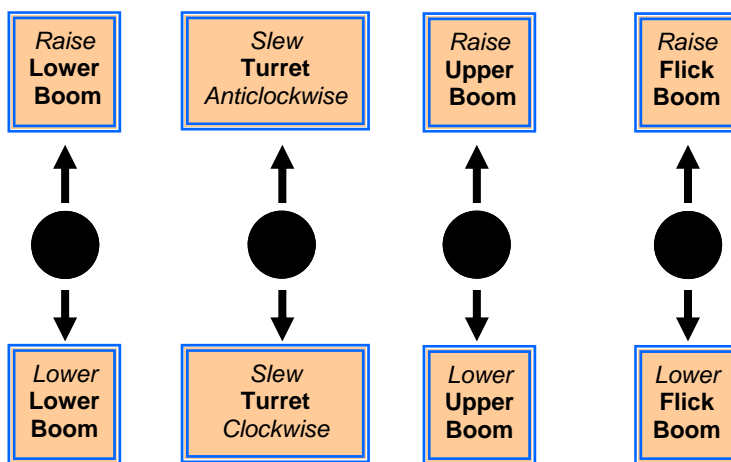 Raise
Lower
Boom
Slew
Turret
Anticlockwise
Raise
Upper
Boom
Raise
Flick
Boom
Lower
Lower
Boom
Slew
Turret
Clockwise
Lower
Upper
Boom
Lower
Flick
Boom